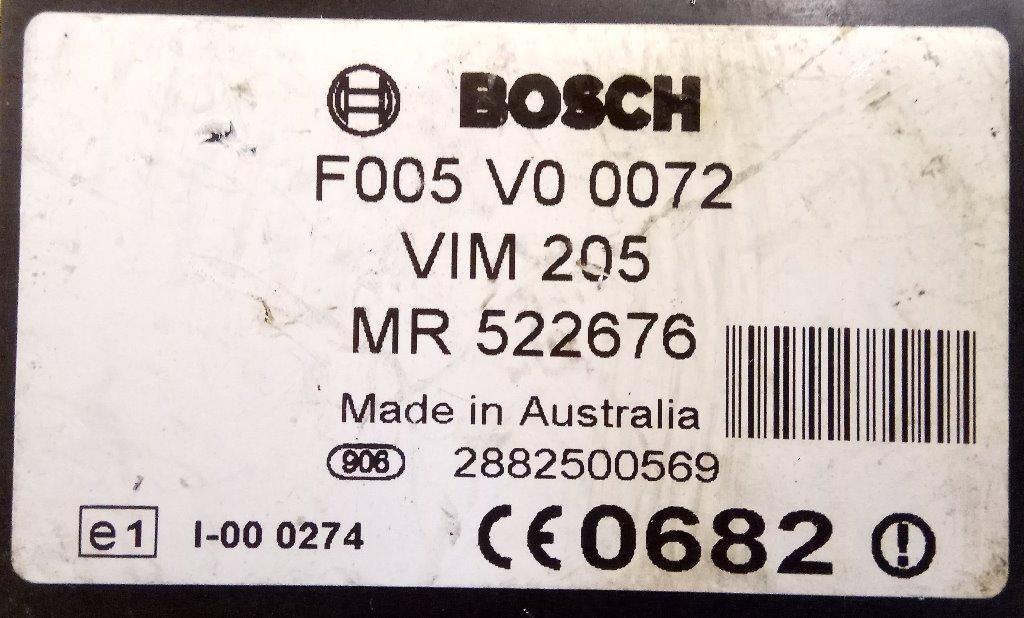 BOSCH
F005 V0 0072
VIM 205
MR 522676
Made in Australia
906 2882500569
e1 I-00 0274 CE0682 !